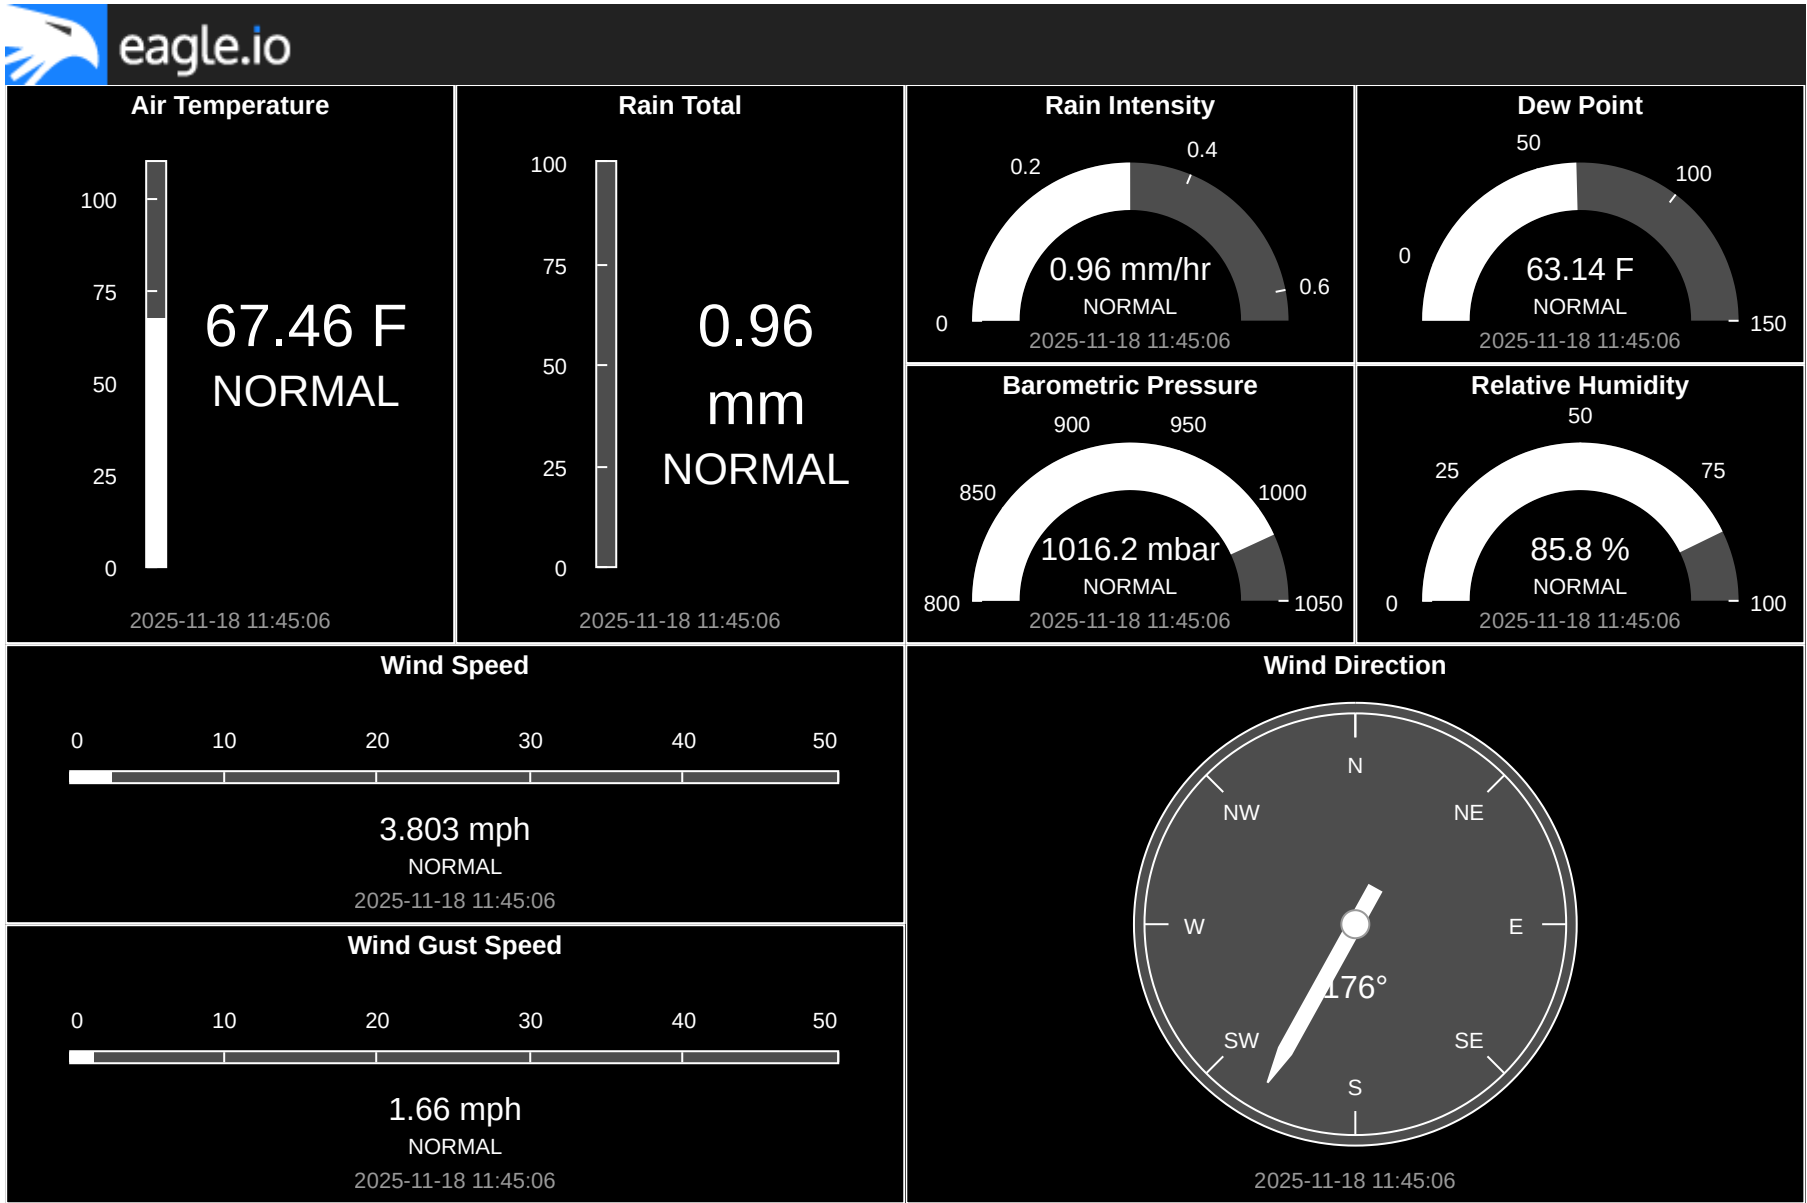 eagle.io
Air Temperature
100
75
50
25
0
67.46 F
NORMAL
2025-11-18 11:45:06
Rain Total
100
75
50
25
0
0.96
mm
NORMAL
2025-11-18 11:45:06
Rain Intensity
0
0.2
0.4
0.6
0.96 mm/hr
NORMAL
2025-11-18 11:45:06
Dew Point
0
50
100
150
63.14 F
NORMAL
2025-11-18 11:45:06
Barometric Pressure
800
850
900
950
1000
1050
1016.2 mbar
NORMAL
2025-11-18 11:45:06
Relative Humidity
0
25
50
75
100
85.8 %
NORMAL
2025-11-18 11:45:06
Wind Speed
0 10 20 30 40 50
3.803 mph
NORMAL
2025-11-18 11:45:06
Wind Gust Speed
0 10 20 30 40 50
1.66 mph
NORMAL
2025-11-18 11:45:06
Wind Direction
N
NW NE
W E
176°
SW SE
S
2025-11-18 11:45:06